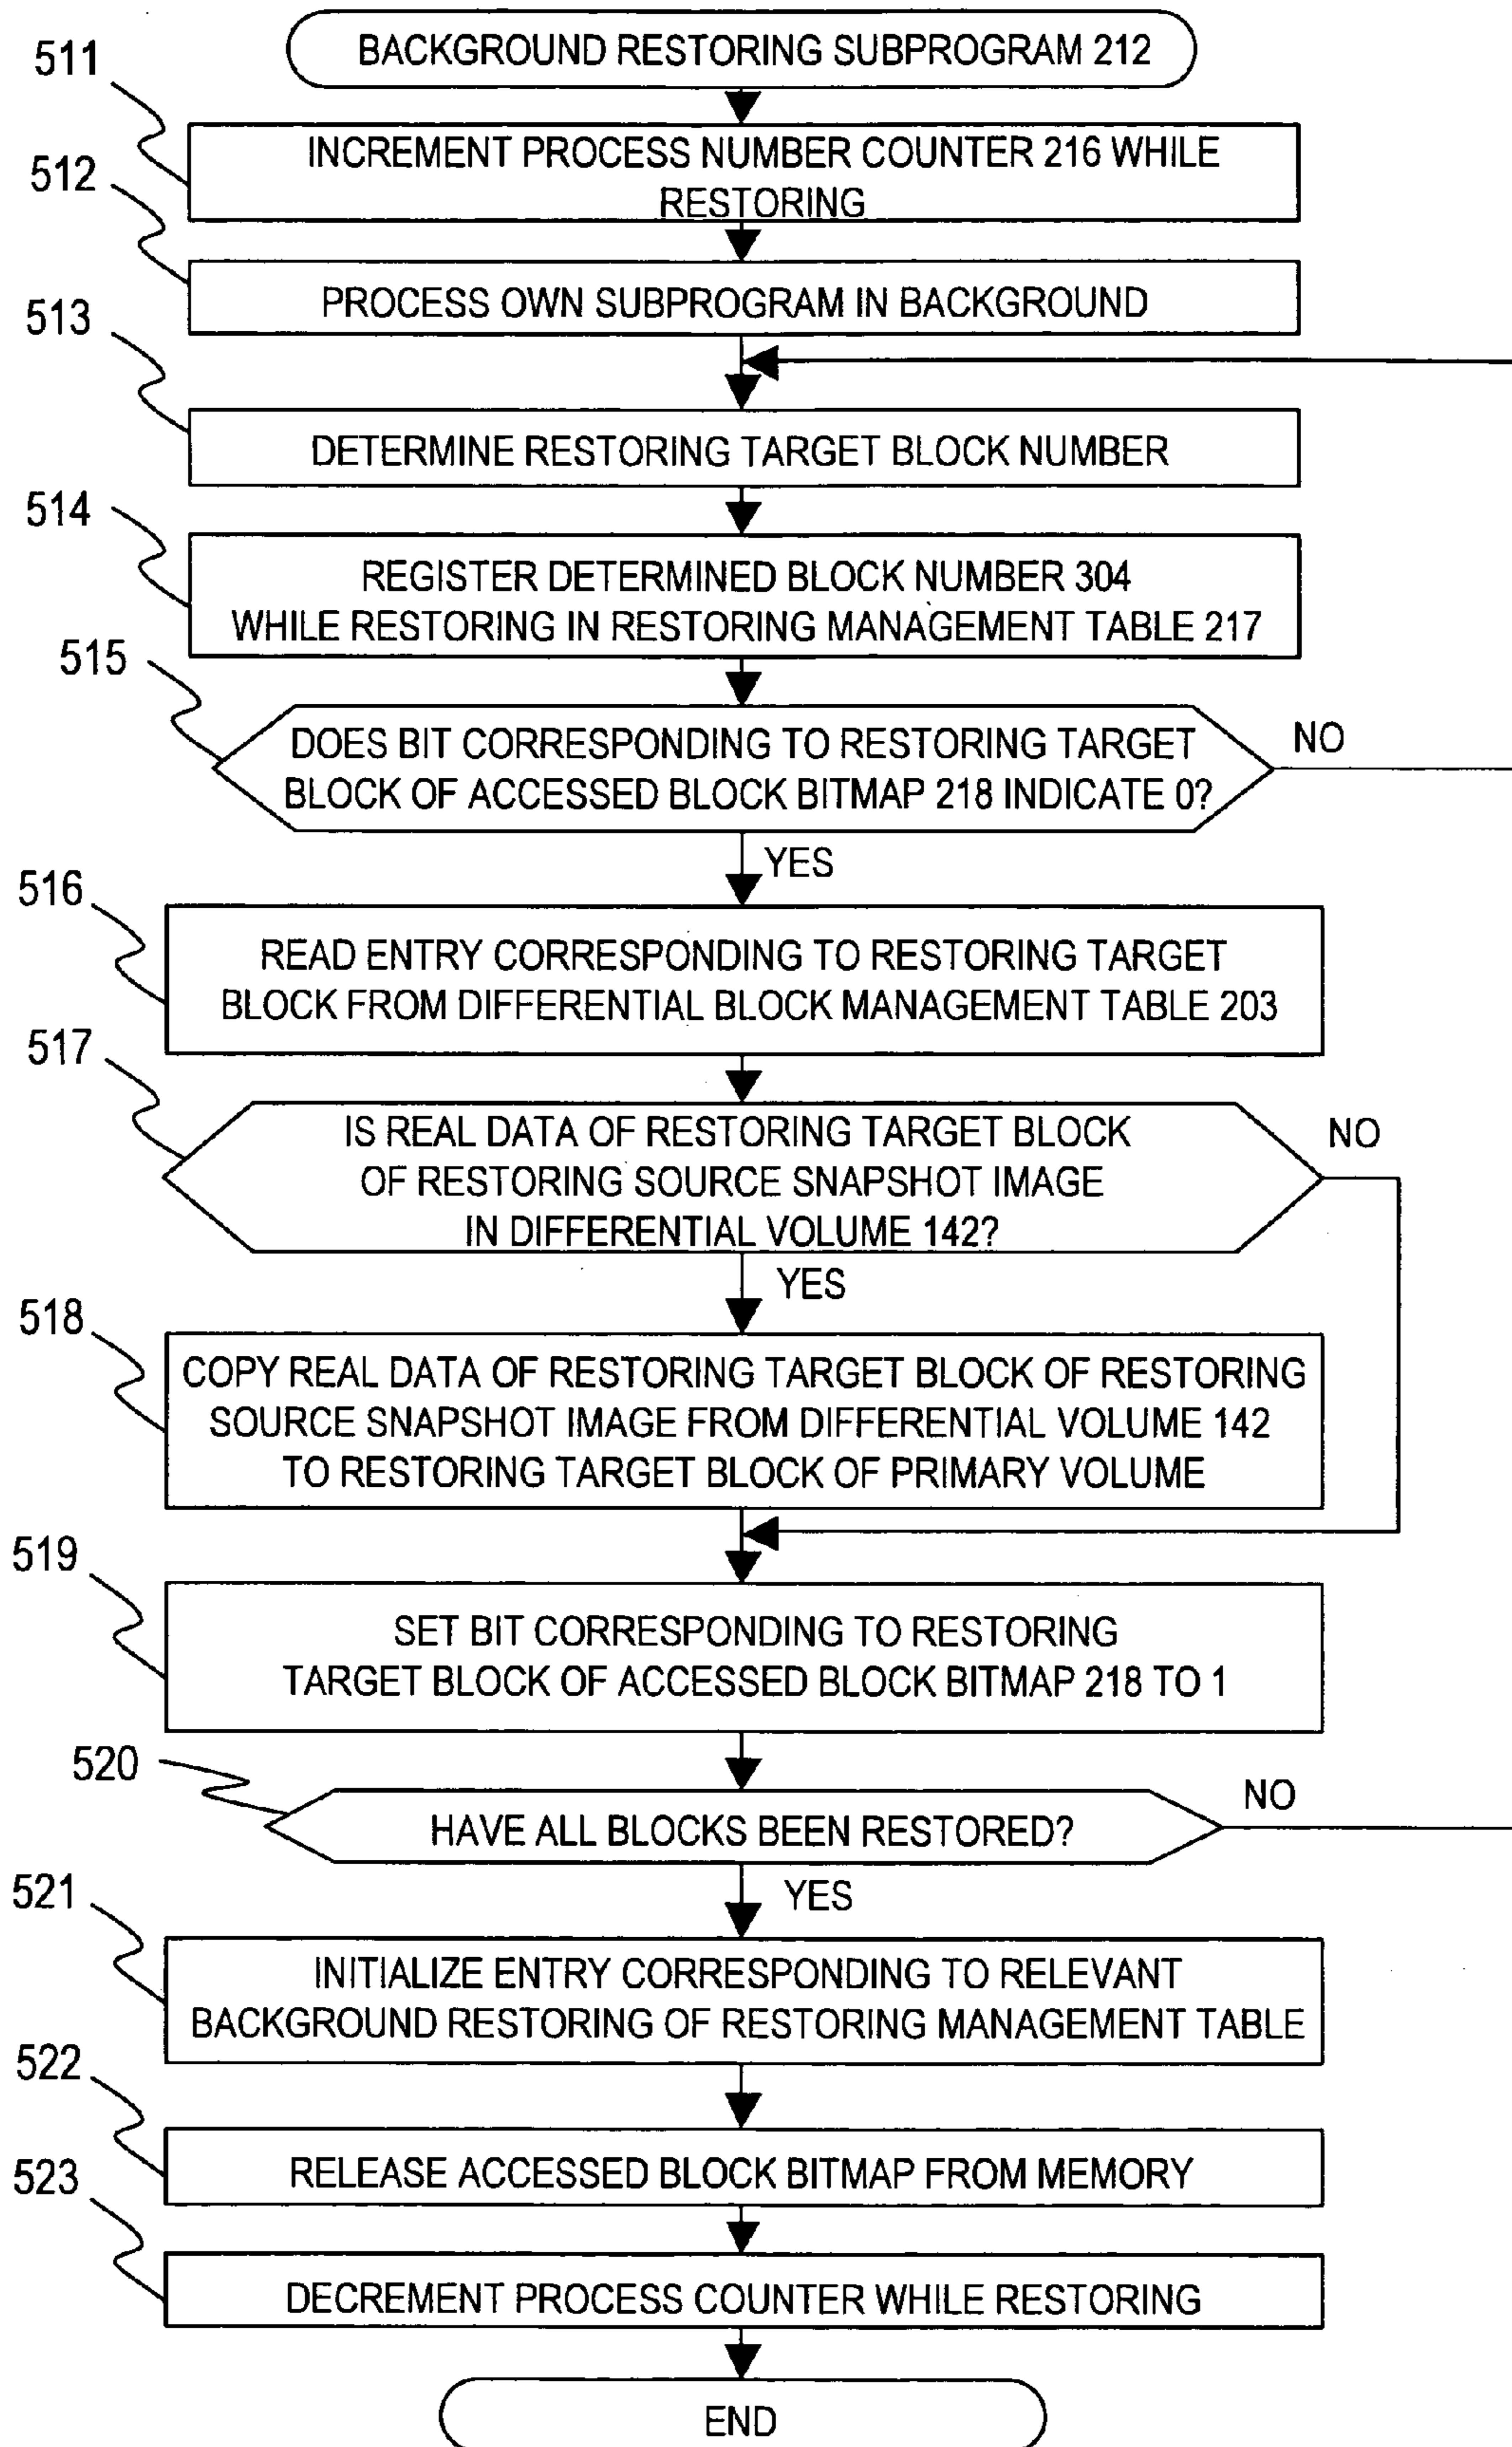 BACKGROUND RESTORING SUBPROGRAM 212
511
INCREMENT PROCESS NUMBER COUNTER 216 WHILE
RESTORING
512
PROCESS OWN SUBPROGRAM IN BACKGROUND
513
DETERMINE RESTORING TARGET BLOCK NUMBER
514
REGISTER DETERMINED BLOCK NUMBER 304
WHILE RESTORING IN RESTORING MANAGEMENT TABLE 217
515
DOES BIT CORRESPONDING TO RESTORING TARGET
BLOCK OF ACCESSED BLOCK BITMAP 218 INDICATE 0?
NO
YES
516
READ ENTRY CORRESPONDING TO RESTORING TARGET
BLOCK FROM DIFFERENTIAL BLOCK MANAGEMENT TABLE 203
517
IS REAL DATA OF RESTORING TARGET BLOCK
OF RESTORING SOURCE SNAPSHOT IMAGE
IN DIFFERENTIAL VOLUME 142?
NO
YES
518
COPY REAL DATA OF RESTORING TARGET BLOCK OF RESTORING
SOURCE SNAPSHOT IMAGE FROM DIFFERENTIAL VOLUME 142
TO RESTORING TARGET BLOCK OF PRIMARY VOLUME
519
SET BIT CORRESPONDING TO RESTORING
TARGET BLOCK OF ACCESSED BLOCK BITMAP 218 TO 1
520
HAVE ALL BLOCKS BEEN RESTORED?
NO
YES
521
INITIALIZE ENTRY CORRESPONDING TO RELEVANT
BACKGROUND RESTORING OF RESTORING MANAGEMENT TABLE
522
RELEASE ACCESSED BLOCK BITMAP FROM MEMORY
523
DECREMENT PROCESS COUNTER WHILE RESTORING
END